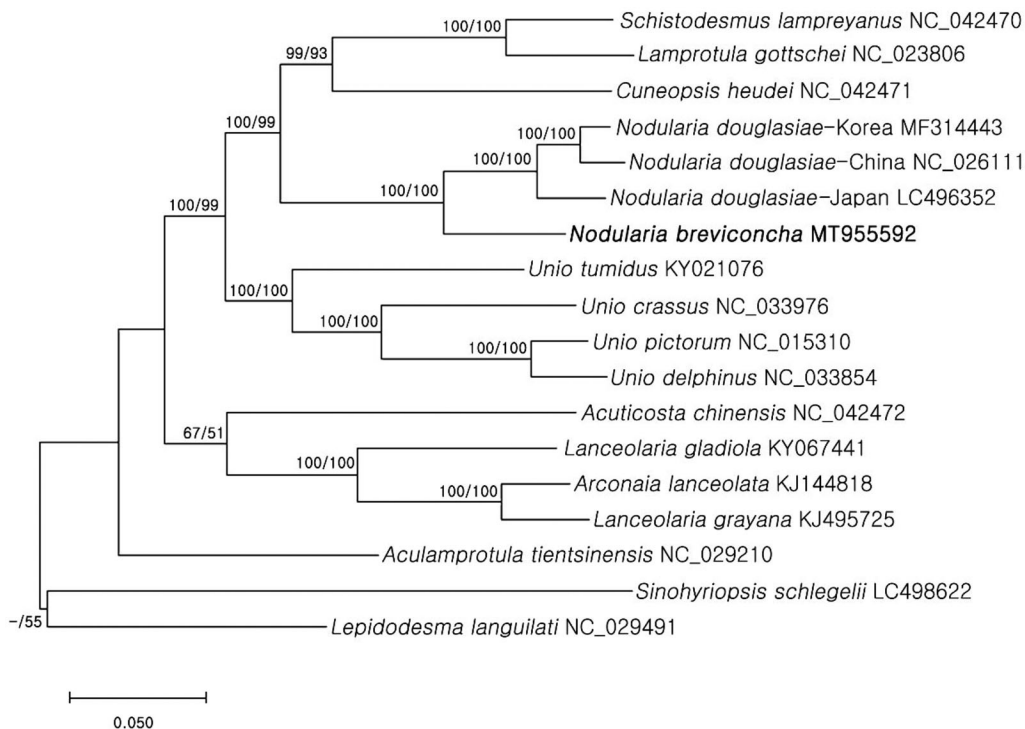 100/100
Schistodesmus lampreyanus NC_042470
99/93
Lamprotula gottschei NC_023806
Cuneopsis heudei NC_042471
100/99
100/100
Nodularia douglasiae-Korea MF314443
100/100
Nodularia douglasiae-China NC_026111
100/100
Nodularia douglasiae-Japan LC496352
100/99
Nodularia breviconcha MT955592
Unio tumidus KY021076
100/100
Unio crassus NC_033976
100/100
Unio pictorum NC_015310
100/100
Unio delphinus NC_033854
Acuticosta chinensis NC_042472
67/51
Lanceolaria gladiola KY067441
100/100
Arconaia lanceolata KJ144818
100/100
Lanceolaria grayana KJ495725
Aculamprotula tientsinensis NC_029210
Sinohyriopsis schlegelii LC498622
-/55
Lepidodesma languilati NC_029491
0.050